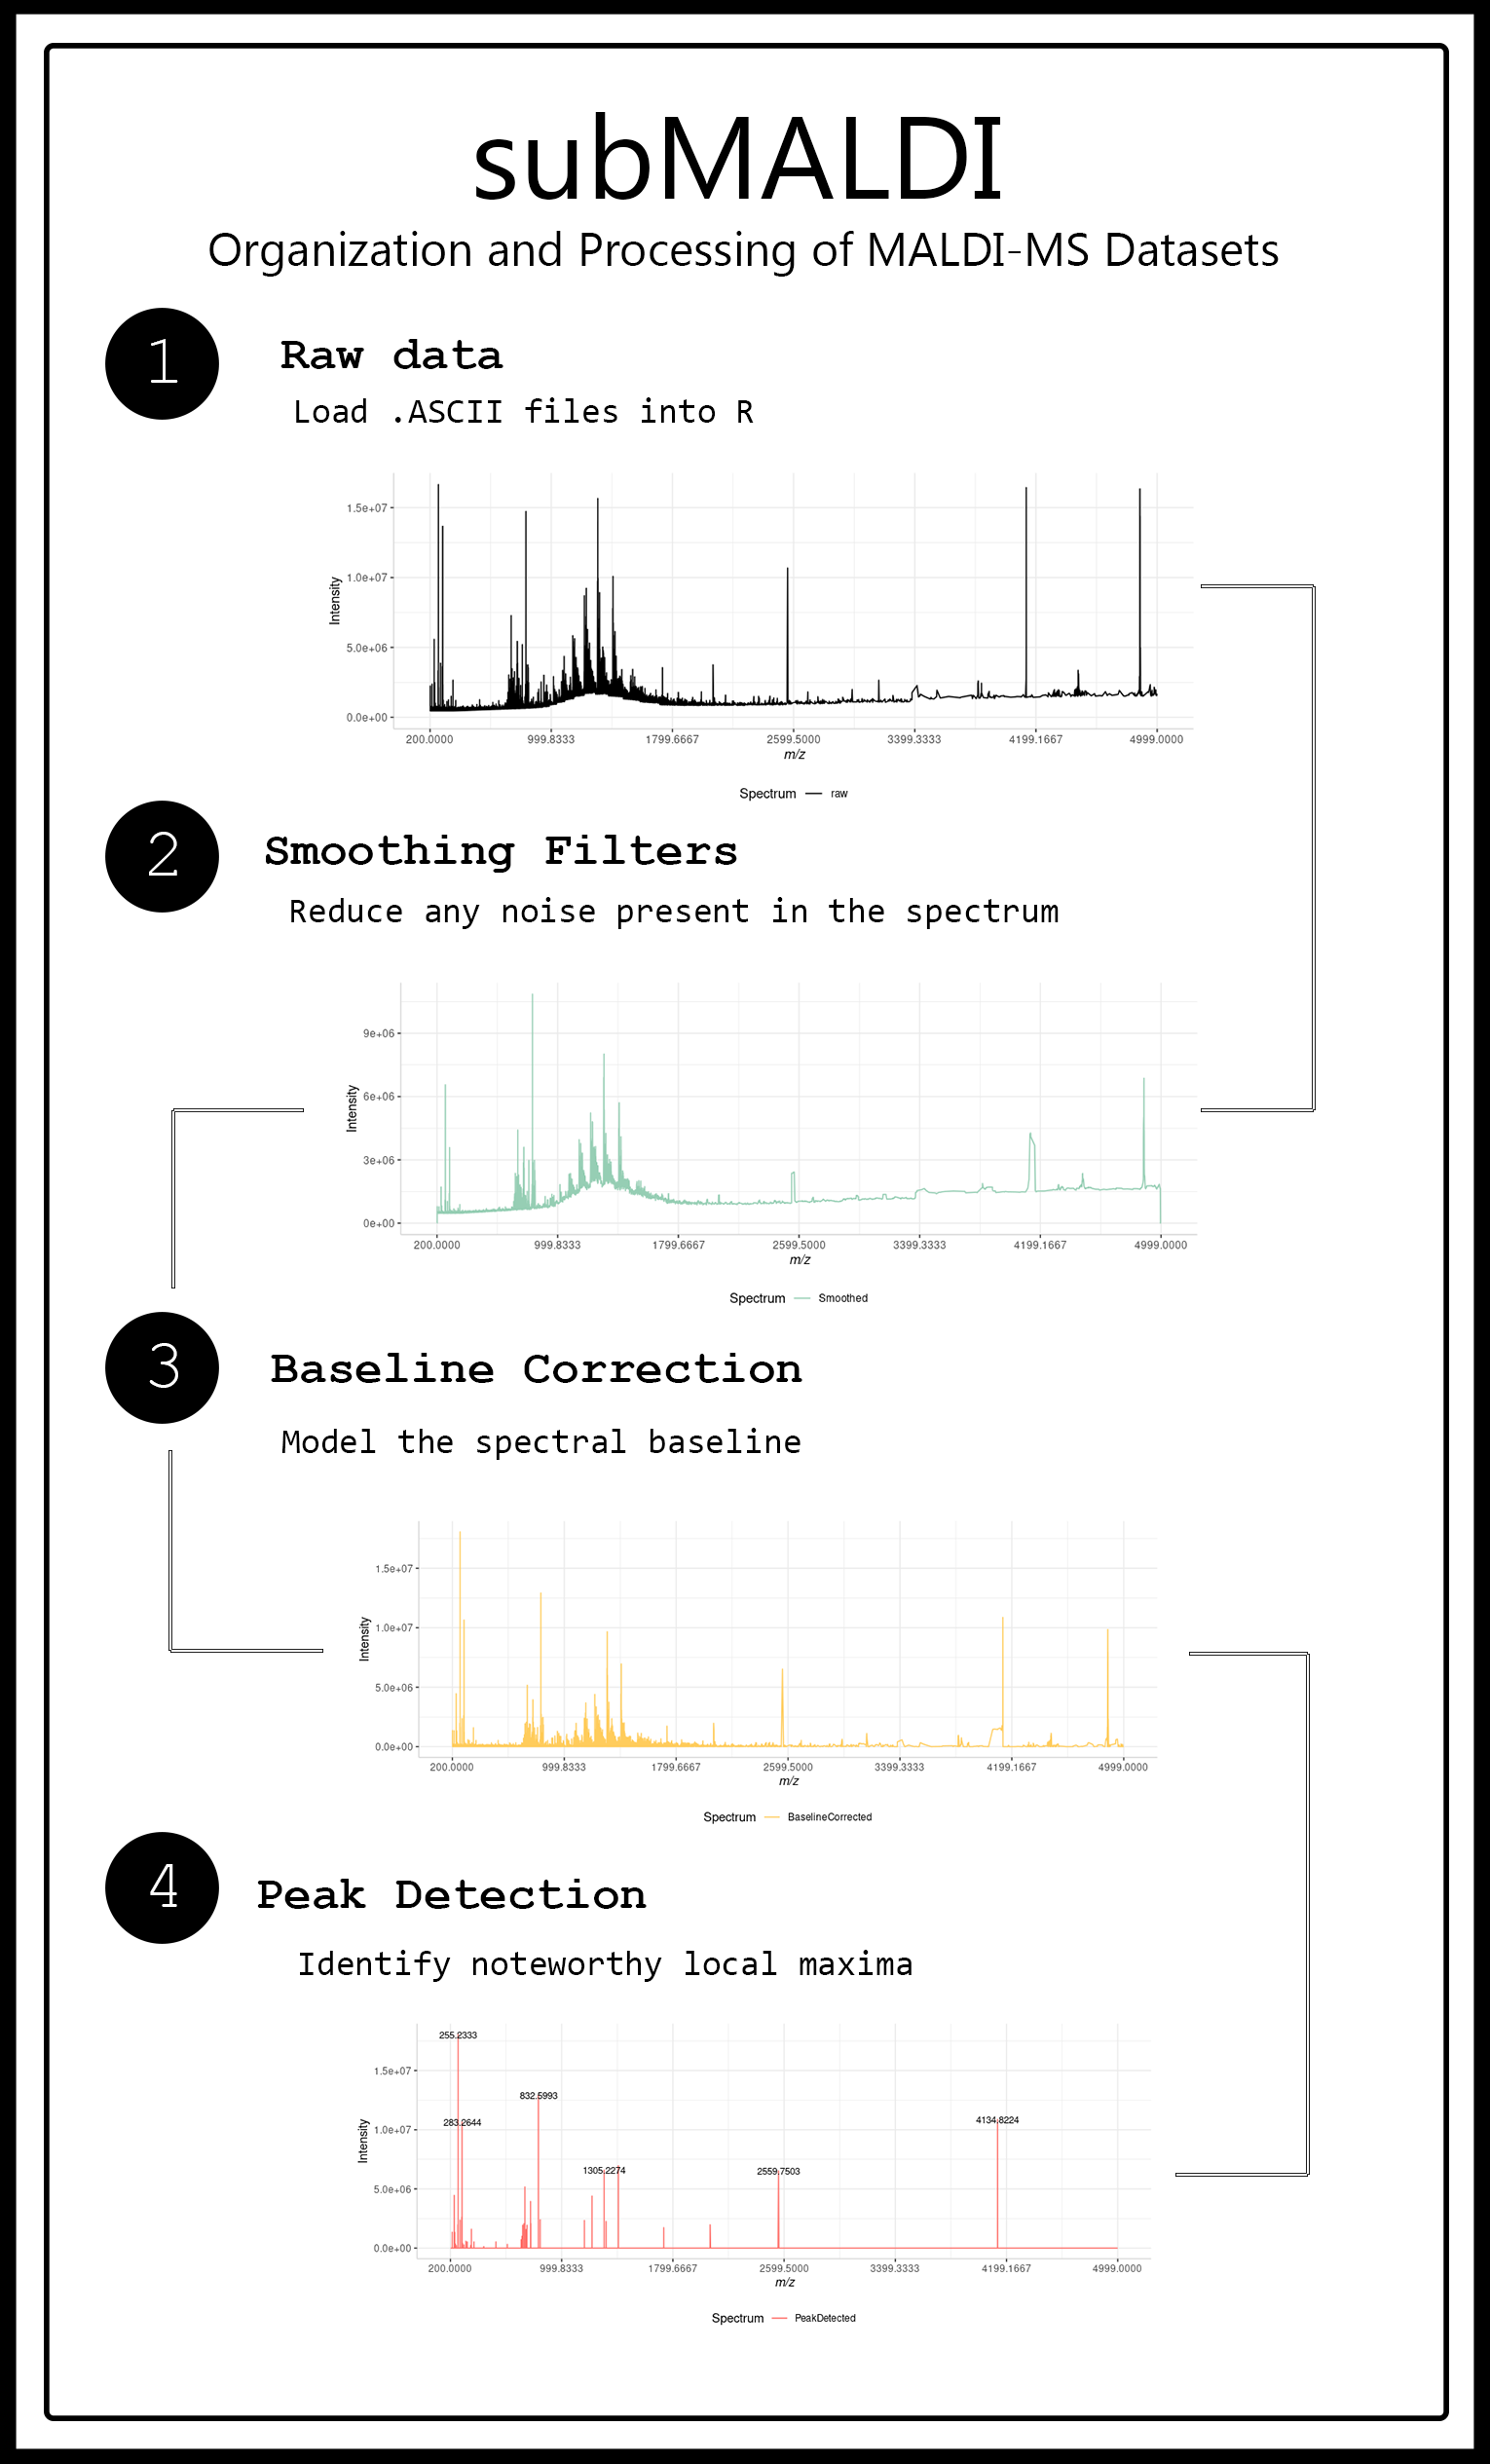 subMALDI
Organization and Processing of MALDI-MS Datasets
1
Raw data
Load .ASCII files into R
1.5e+07
1.0e+07
5.0e+06
0.0e+00
Intensity
200.0000 999.8333 1799.6667 2599.5000 3399.3333 4199.1667 4999.0000
m/z
Spectrum raw
2
Smoothing Filters
Reduce any noise present in the spectrum
9e+06
6e+06
3e+06
0e+00
Intensity
200.0000 999.8333 1799.6667 2599.5000 3399.3333 4199.1667 4999.0000
m/z
Spectrum Smoothed
3
Baseline Correction
Model the spectral baseline
1.5e+07
1.0e+07
5.0e+06
0.0e+00
Intensity
200.0000 999.8333 1799.6667 2599.5000 3399.3333 4199.1667 4999.0000
m/z
Spectrum BaselineCorrected
4
Peak Detection
Identify noteworthy local maxima
255.2333
832.5993
283.2644
4134.8224
1305.2274
2559.7503
1.5e+07
1.0e+07
5.0e+06
0.0e+00
Intensity
200.0000 999.8333 1799.6667 2599.5000 3399.3333 4199.1667 4999.0000
m/z
Spectrum PeakDetected